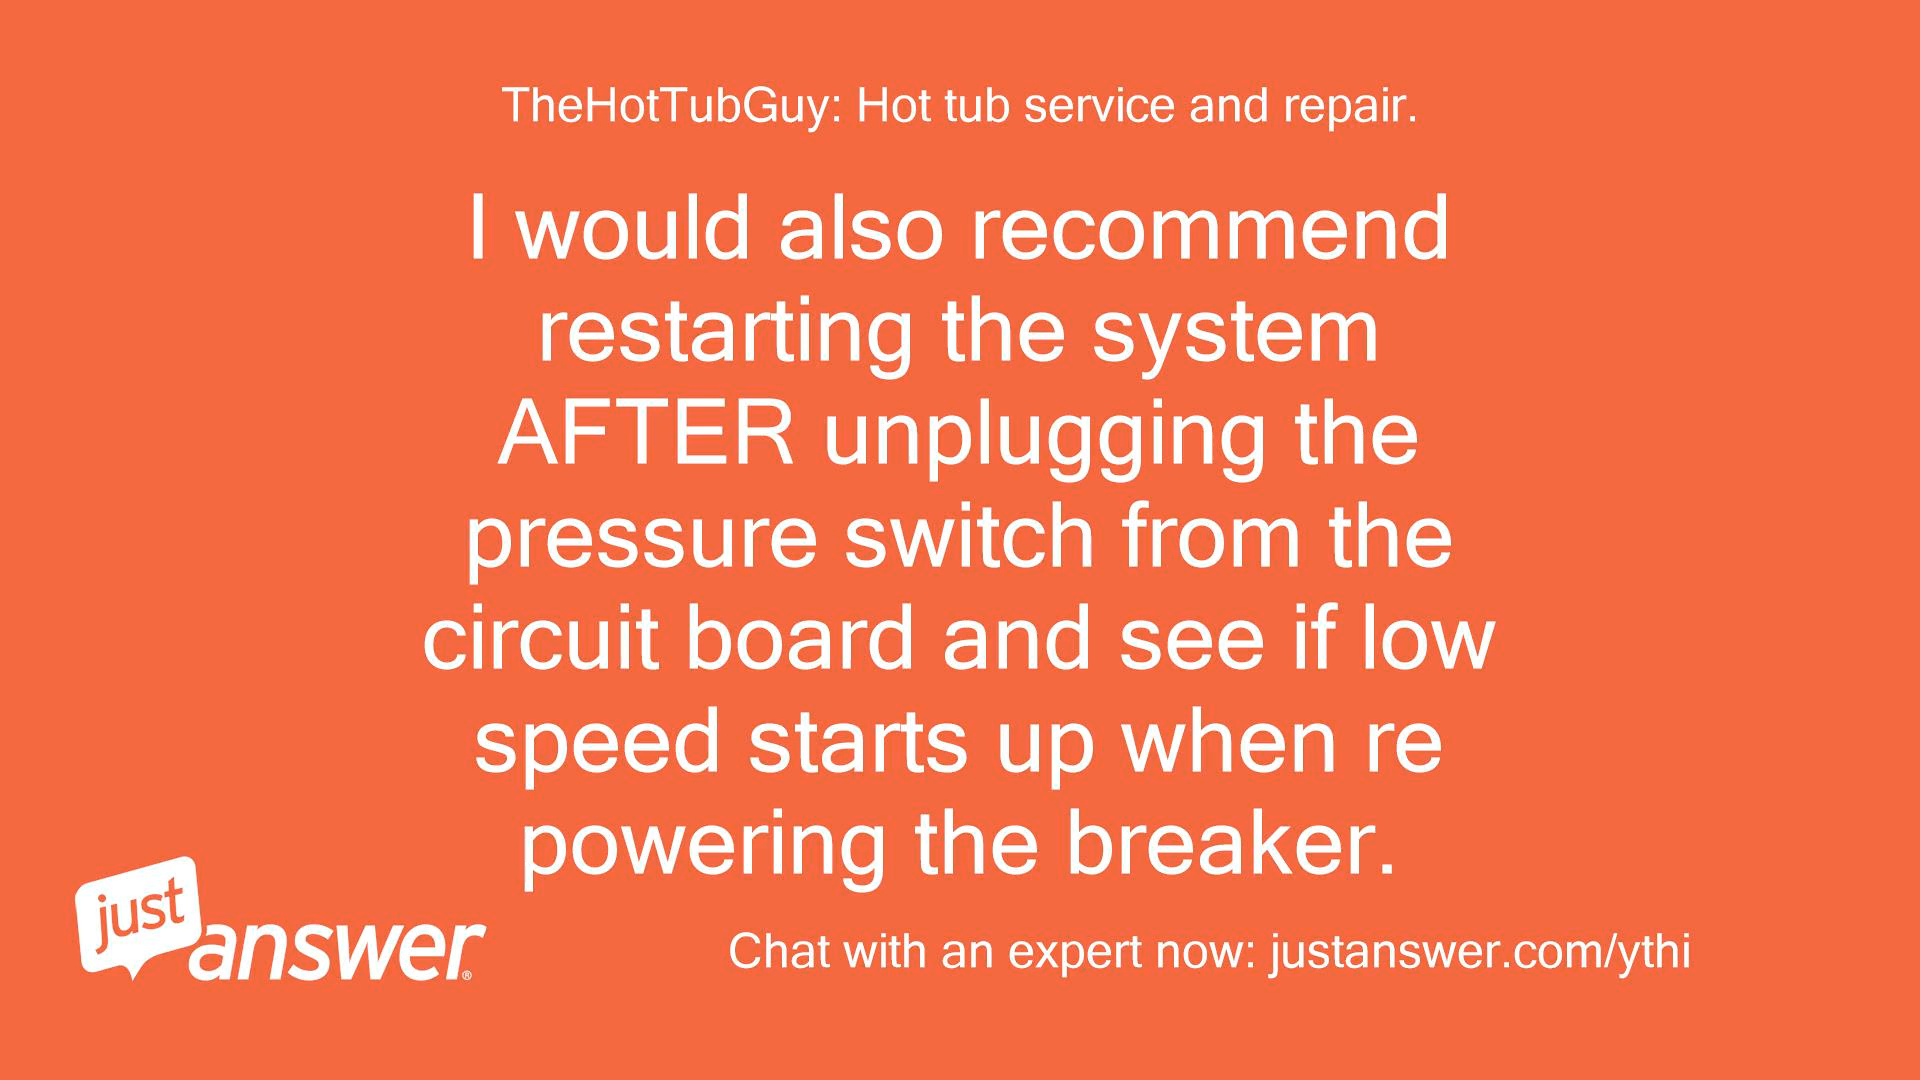 TheHotTubGuy: Hot tub service and repair.
I would also recommend
restarting the system
AFTER unplugging the
pressure switch from the
circuit board and see if low
speed starts up when re
powering the breaker.
just
answer®
Chat with an expert now: justanswer.com/ythi